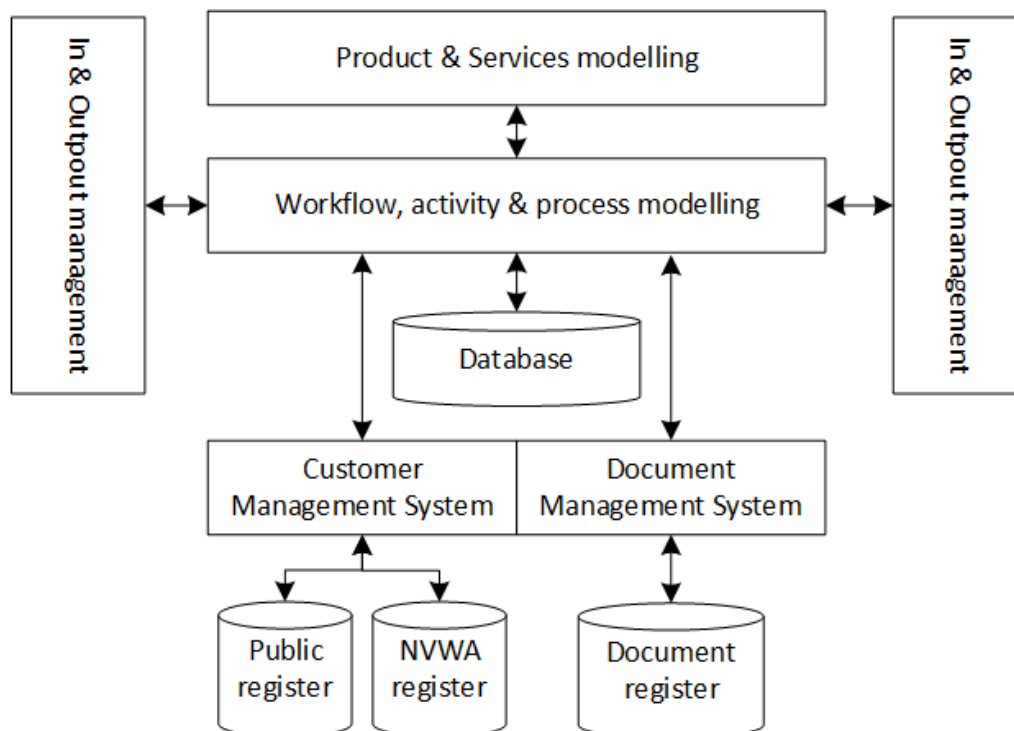 In & Outpout management
Product & Services modelling
In & Outpout management
Workflow, activity & process modelling
Database
Customer
Management System
Document
Management System
Public
register
NVWA
register
Document
register